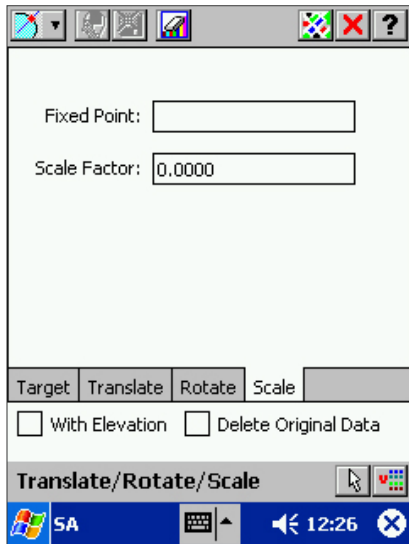 ?
Fixed Point:
Scale Factor: 0.0000
Target Translate Rotate Scale
With Elevation Delete Original Data
Translate/Rotate/Scale
SA 12:26